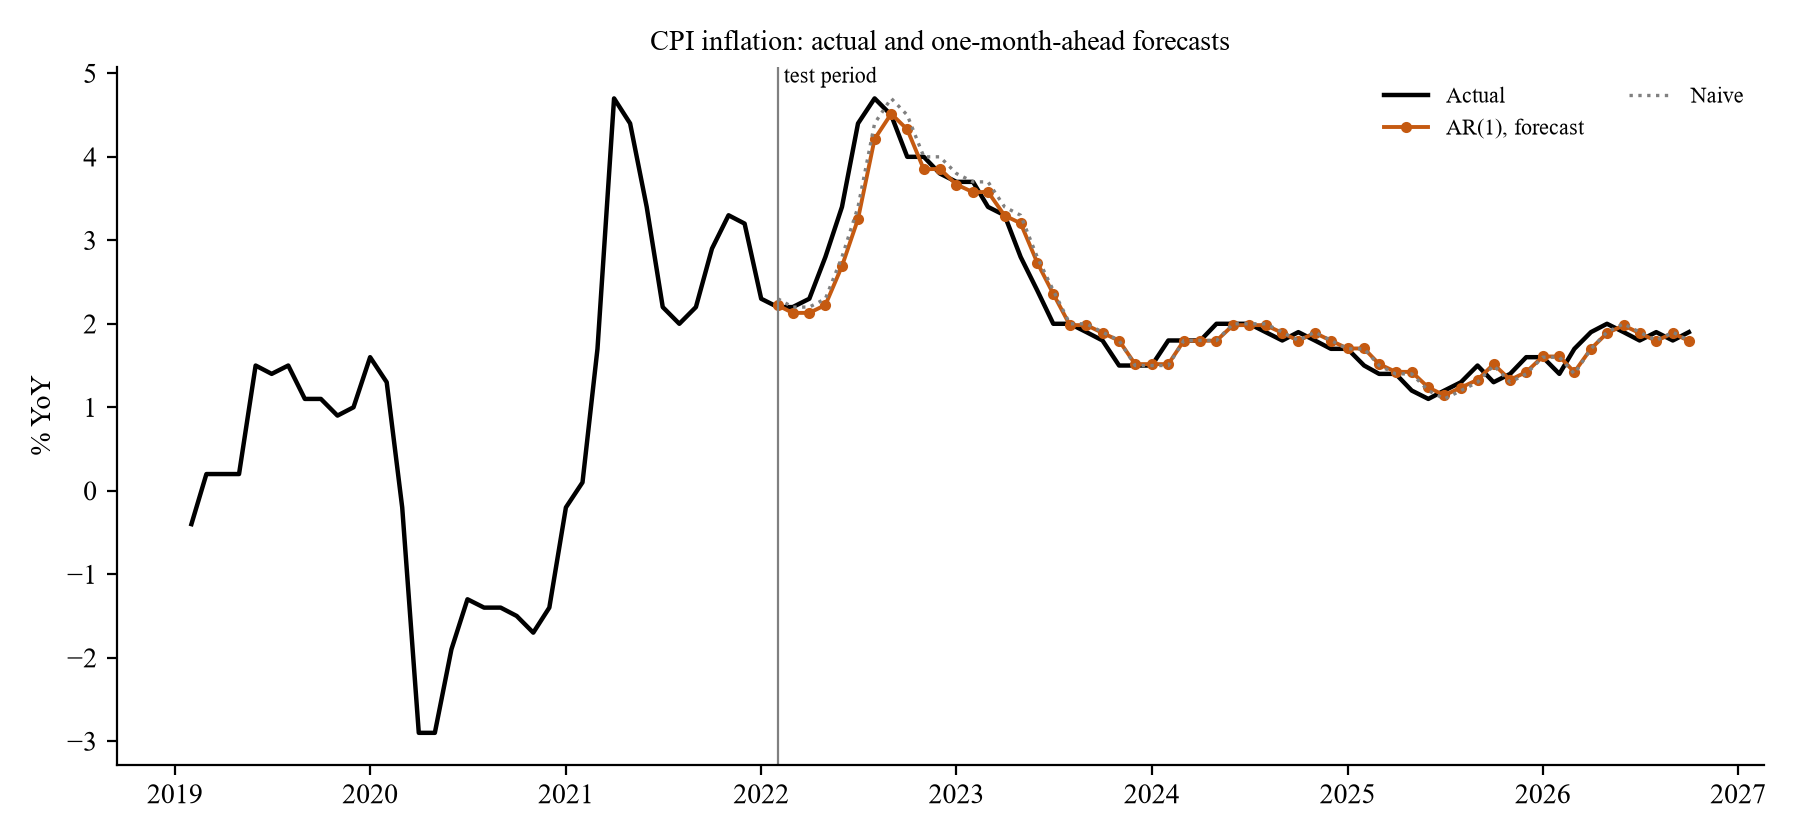 CPI inflation: actual and one-month-ahead forecasts
test period
Actual
AR(1), forecast
Naive
% YoY
5
4
3
2
1
0
−1
−2
−3
2019 2020 2021 2022 2023 2024 2025 2026 2027